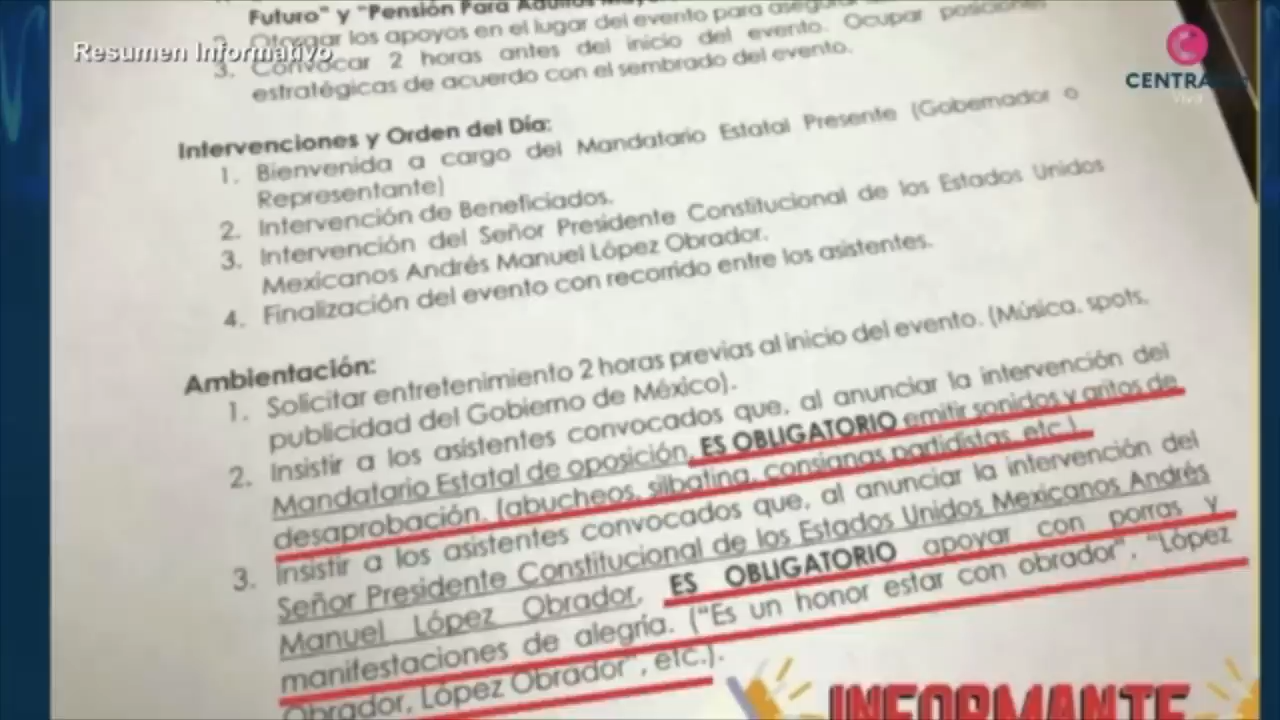 Futuro" y "Pensión Para
Resumen Informativo
2. Otorgar los apoyos en el lugar del evento para
3. Convocar 2 horas antes del inicio del evento. Ocupar posiciones
estratégicas de acuerdo con el sembrado del evento.
CENTRAL
Viva
Intervenciones y Orden del Día:
1. Bienvenida a cargo del Mandatario Estatal Presente (Gobernador o
Representante)
2. Intervención de Beneficiados.
3. Intervención del Señor Presidente Constitucional de los Estados Unidos
Mexicanos Andrés Manuel López Obrador.
4. Finalización del evento con recorrido entre los asistentes.
Ambientación:
1. Solicitar entretenimiento 2 horas previas al inicio del evento. (Música, spots,
publicidad del Gobierno de México).
2. Insistir a los asistentes convocados que, al anunciar la intervención del
Mandatario Estatal de oposición, ES OBLIGATORIO emitir sonidos y gritos de
desaprobación. (abucheos, silbatina, consignas partidistas, etc.).
3. Insistir a los asistentes convocados que, al anunciar la intervención del
Señor Presidente Constitucional de los Estados Unidos Mexicanos Andrés
Manuel López Obrador, ES OBLIGATORIO apoyar con porras y
manifestaciones de alegría. ("Es un honor estar con obrador", "López
Obrador, López Obrador", etc.).
INFORMANTE